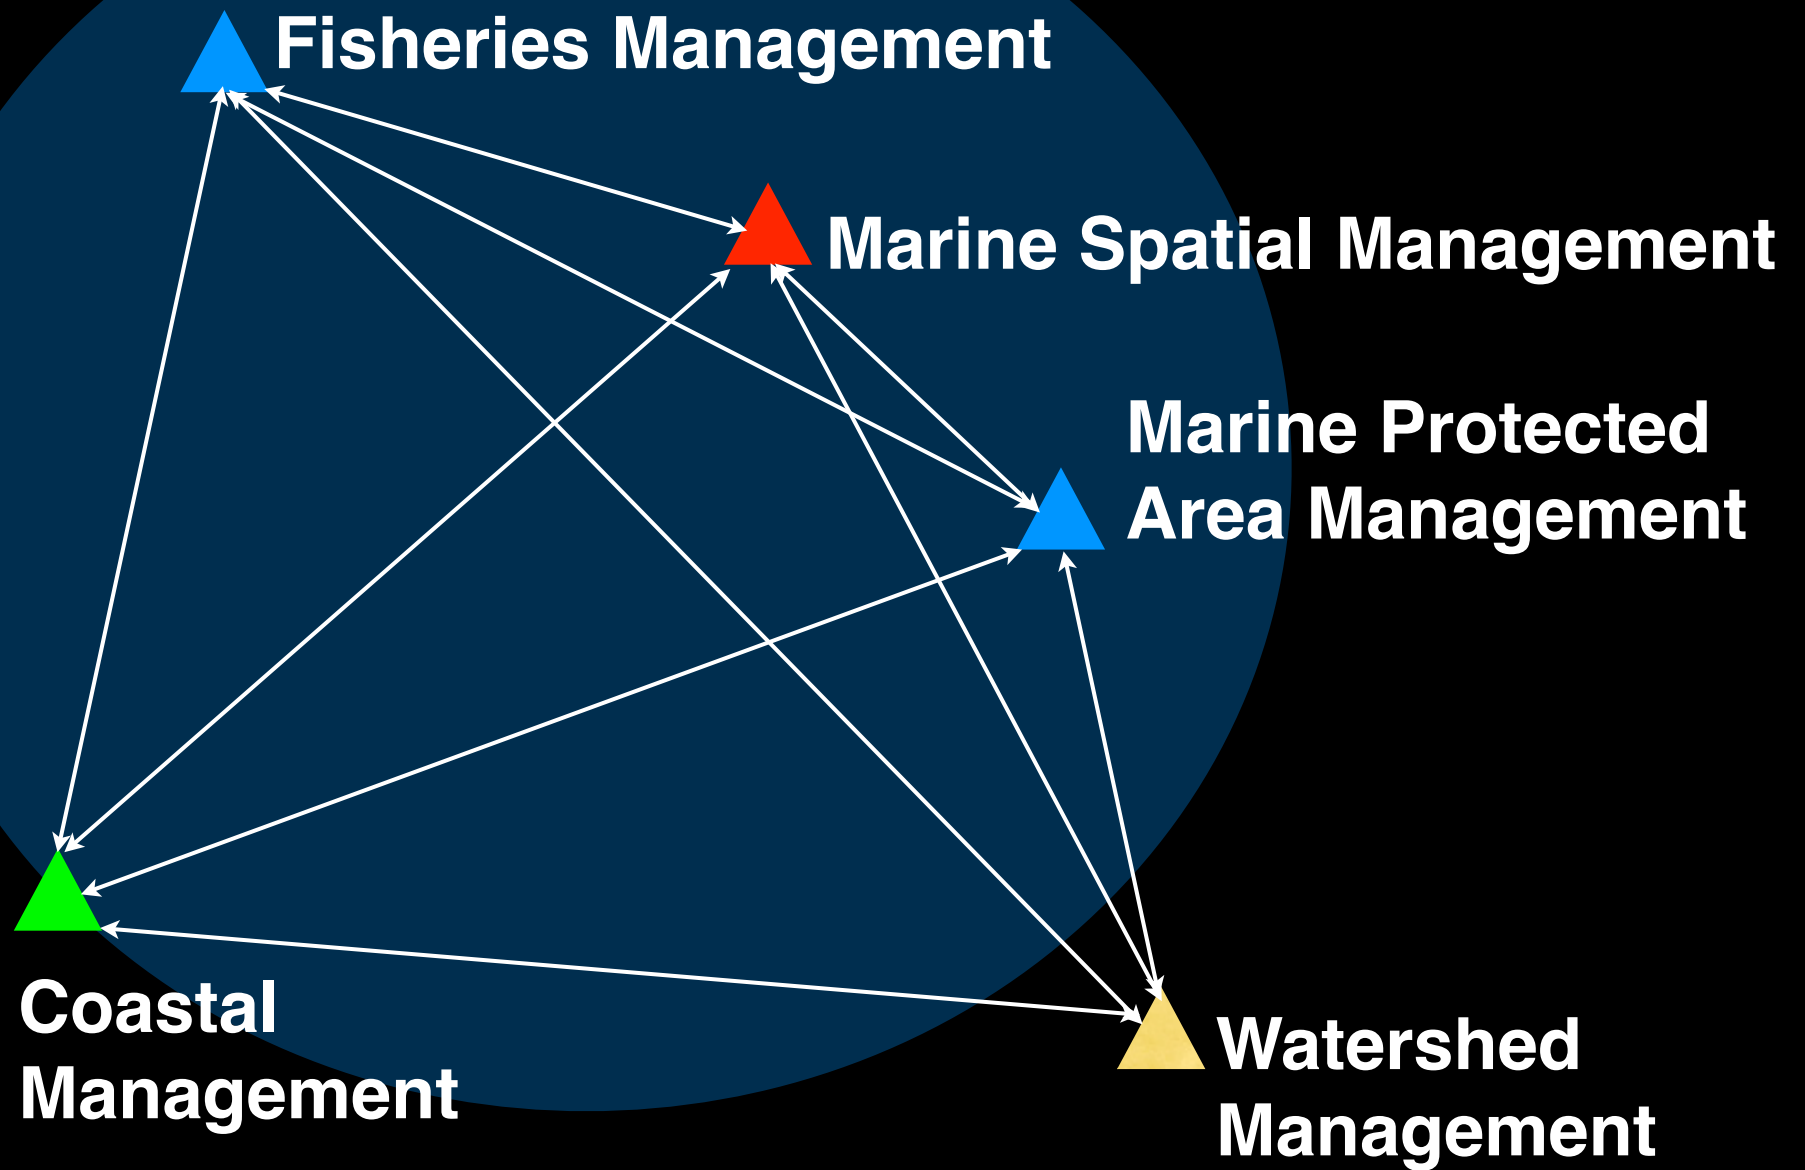 Fisheries Management
Marine Spatial Management
Marine Protected
Area Management
Coastal
Management
Watershed
Management